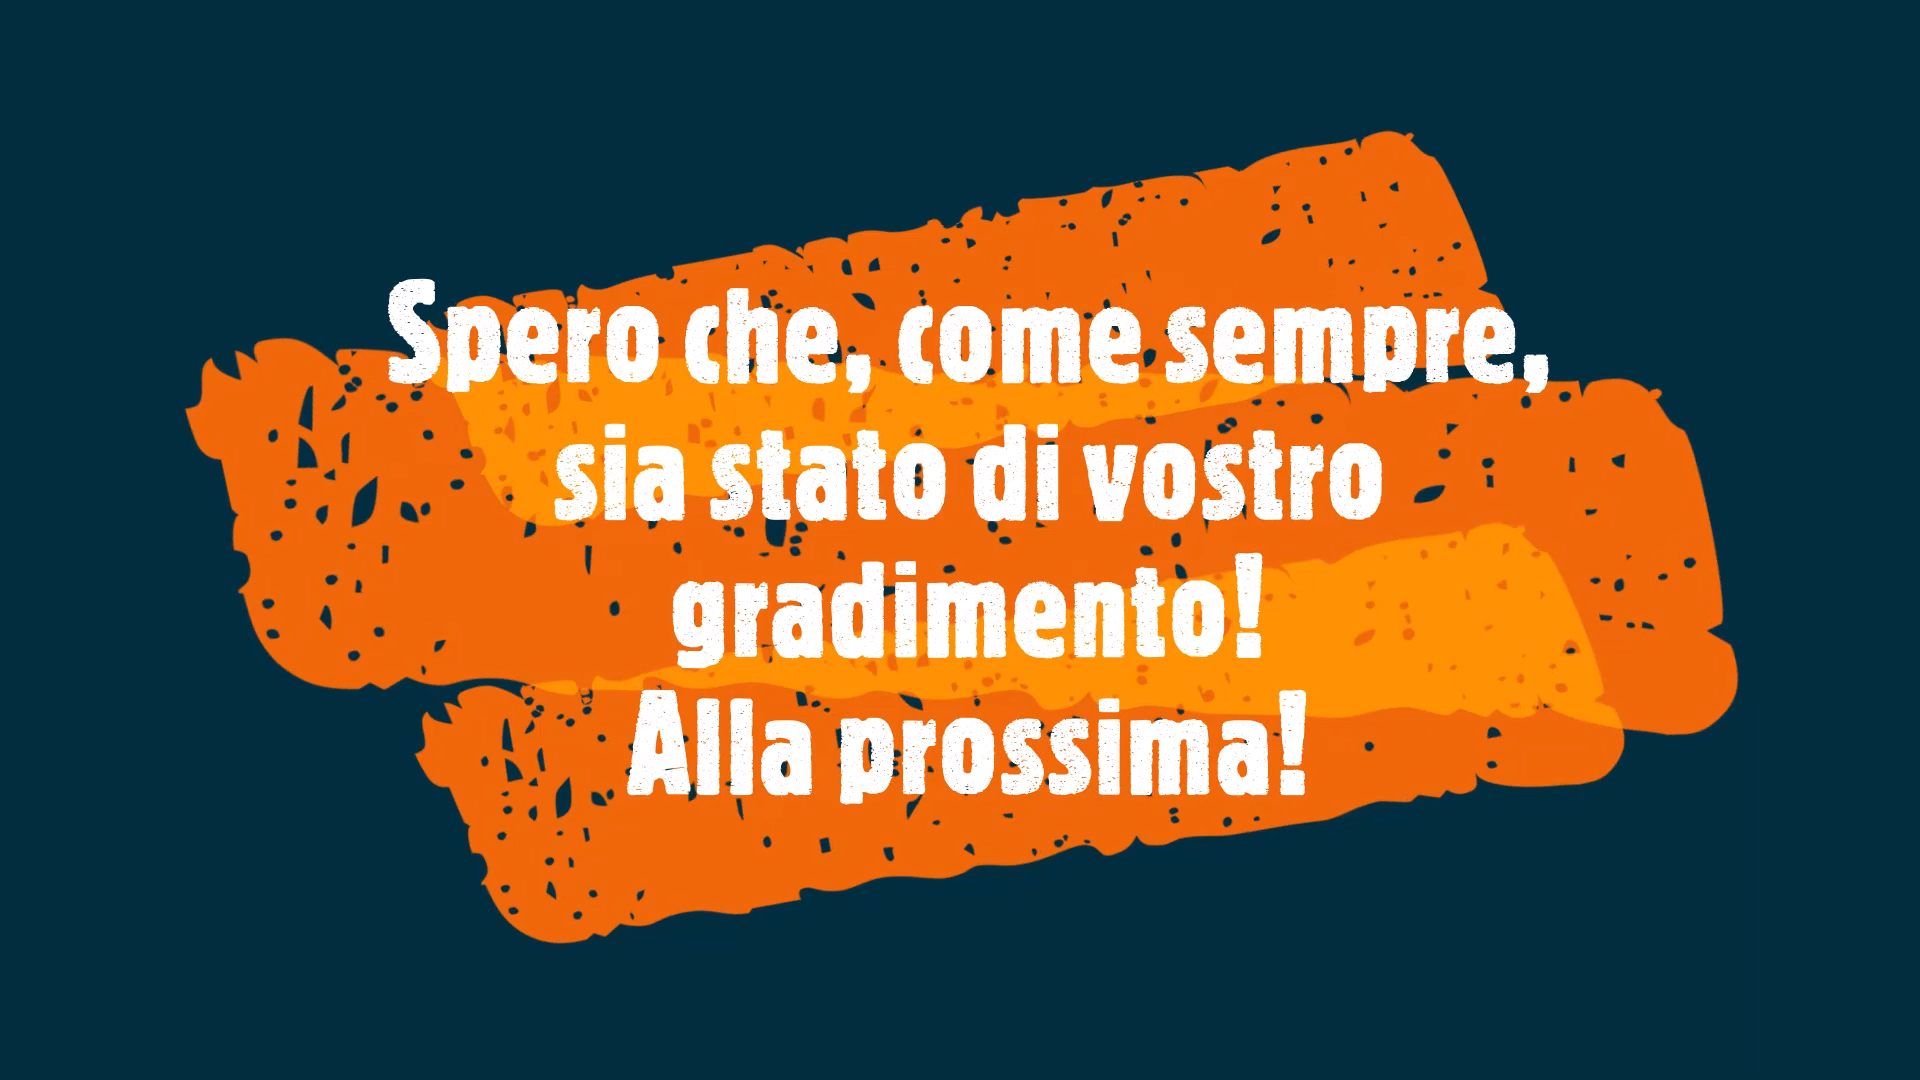 Spero che, come sempre,
sia stato di vostro
gradimento!
Alla prossima!